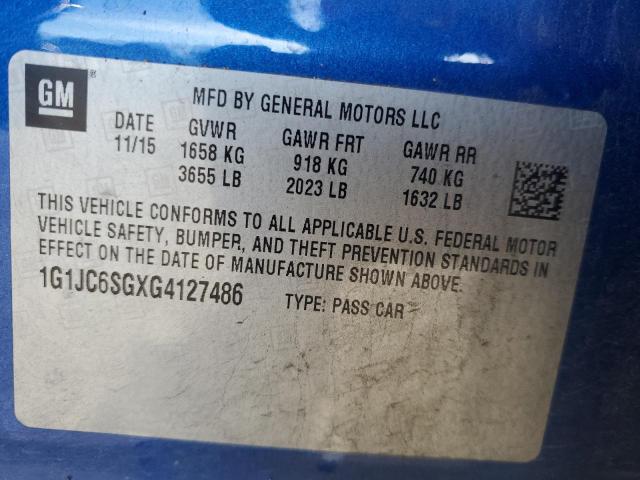 GM ®
MFD BY GENERAL MOTORS LLC
DATE GVWR GAWR FRT GAWR RR
11/15 1658 KG 918 KG 740 KG
3655 LB 2023 LB 1632 LB
THIS VEHICLE CONFORMS TO ALL APPLICABLE U.S. FEDERAL MOTOR
VEHICLE SAFETY, BUMPER, AND THEFT PREVENTION STANDARDS IN
EFFECT ON THE DATE OF MANUFACTURE SHOWN ABOVE.
1G1JC6SGXG4127486 TYPE: PASS CAR